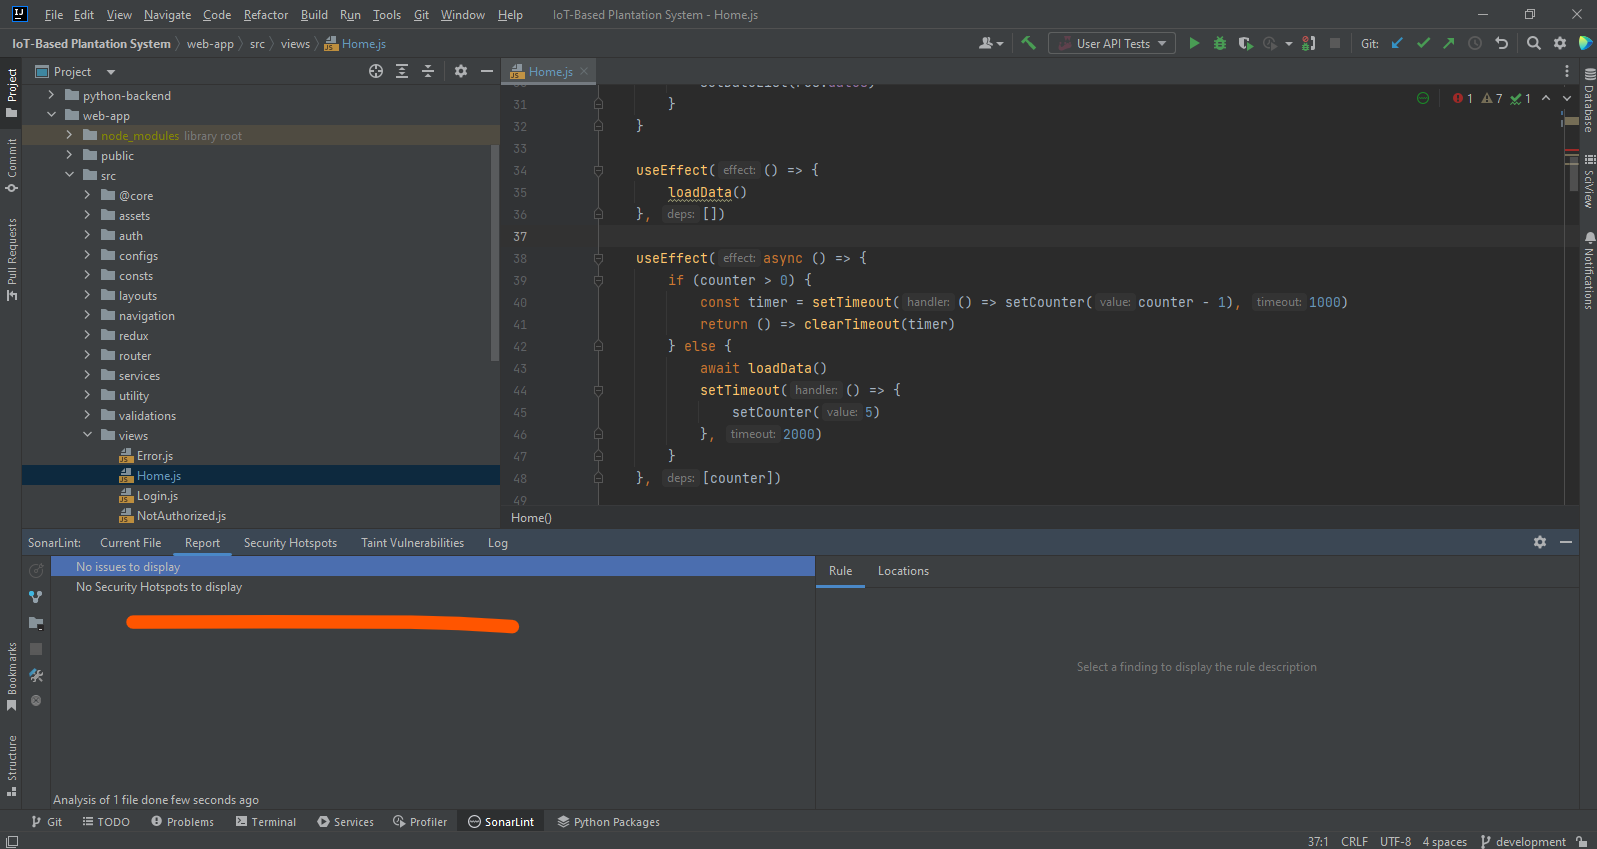 File Edit View Navigate Code Refactor Build Run Tools Git Window Help IoT-Based Plantation System - Home.js
IoT-Based Plantation System web-app src views Home.js User API Tests Git:
Project
Home.js
python-backend
web-app
node_modules library root
public
src
@core
assets
auth
configs
consts
layouts
navigation
redux
router
services
utility
validations
views
Error.js
Home.js
Login.js
NotAuthorized.js
1 7 1
31 }
32 }
33
34 useEffect( effect: () => {
35 loadData()
36 }, deps: [])
37
38 useEffect( effect: async () => {
39 if (counter > 0) {
40 const timer = setTimeout( handler: () => setCounter( value: counter - 1), timeout: 1000)
41 return () => clearTimeout(timer)
42 } else {
43 await loadData()
44 setTimeout( handler: () => {
45 setCounter( value: 5)
46 }, timeout: 2000)
47 }
48 }, deps: [counter])
49
Home()
Project
Commit
Pull Requests
Bookmarks
Structure
Database
SciView
Notifications
SonarLint: Current File Report Security Hotspots Taint Vulnerabilities Log
No issues to display
No Security Hotspots to display
Rule Locations
Select a finding to display the rule description
Analysis of 1 file done few seconds ago
Git TODO Problems Terminal Services Profiler SonarLint Python Packages
37:1 CRLF UTF-8 4 spaces development